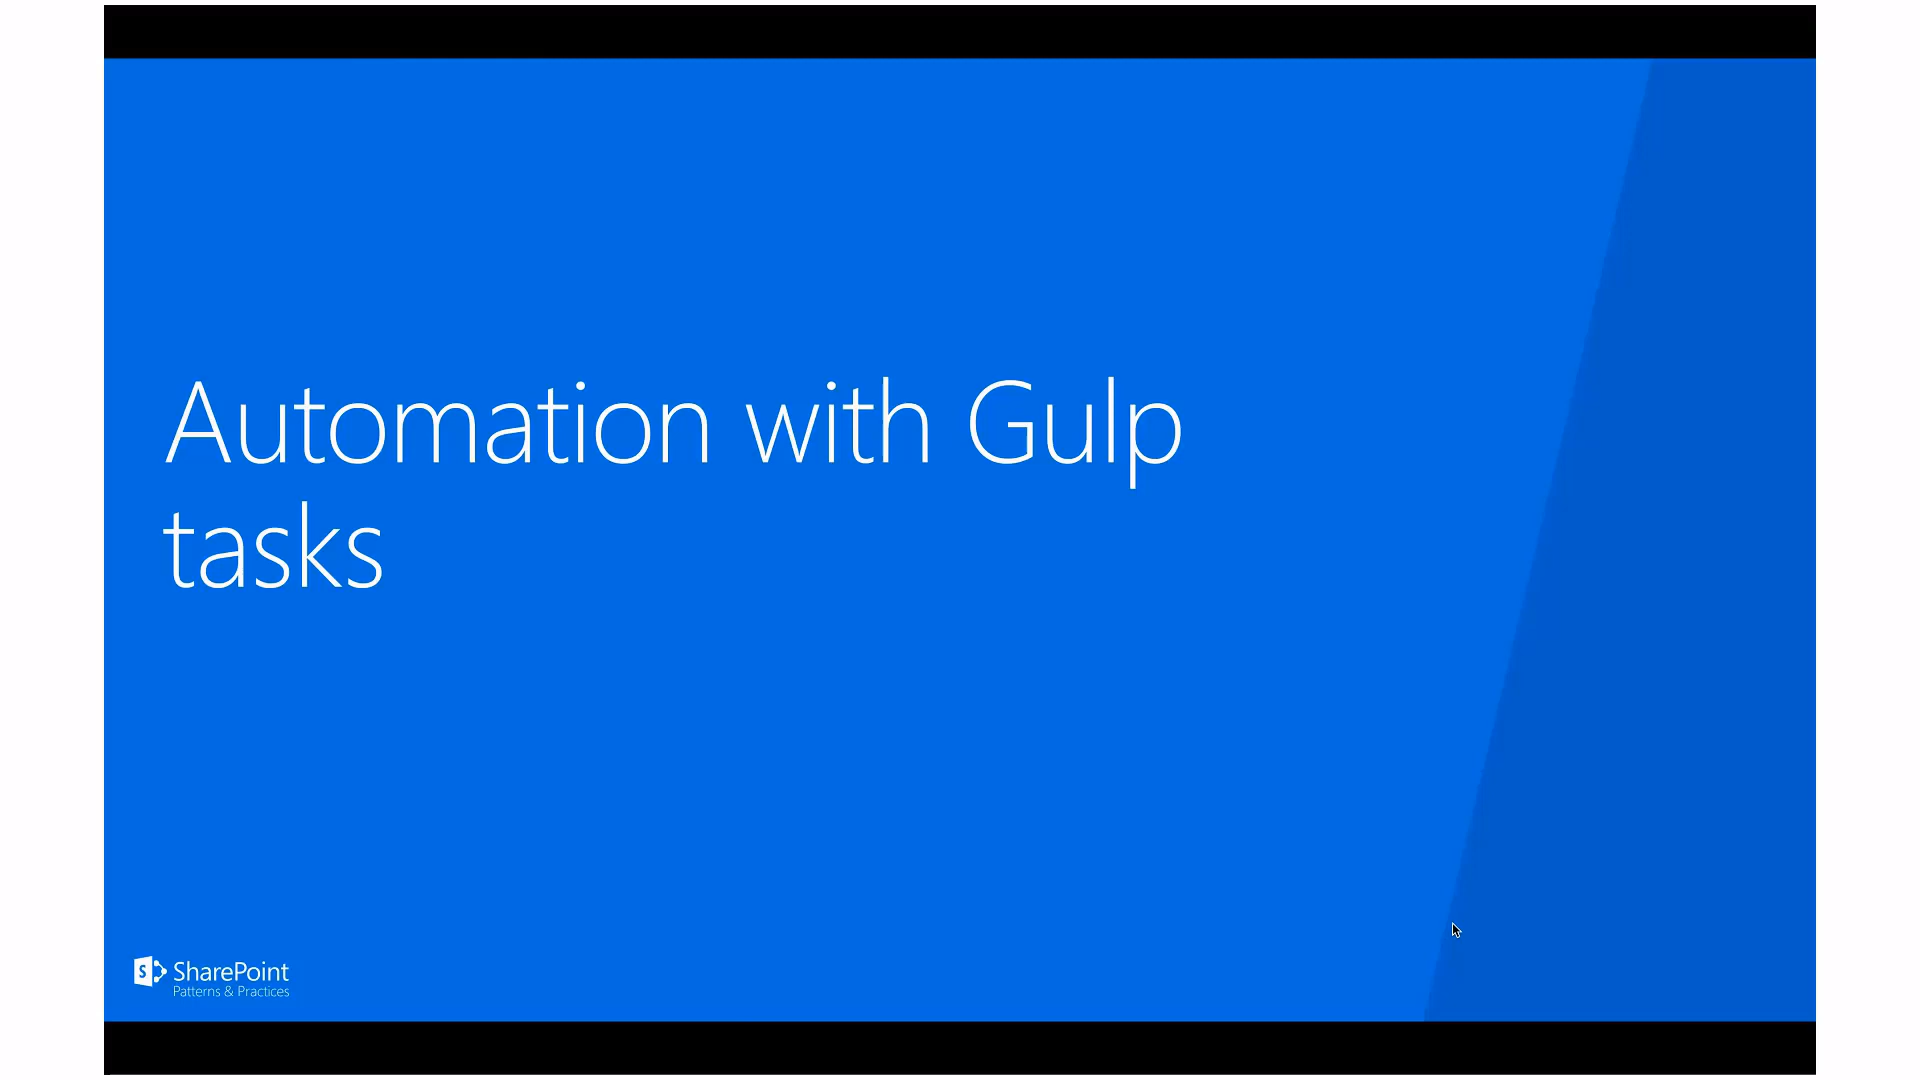 Automation with Gulp
tasks
S
SharePoint
Patterns & Practices